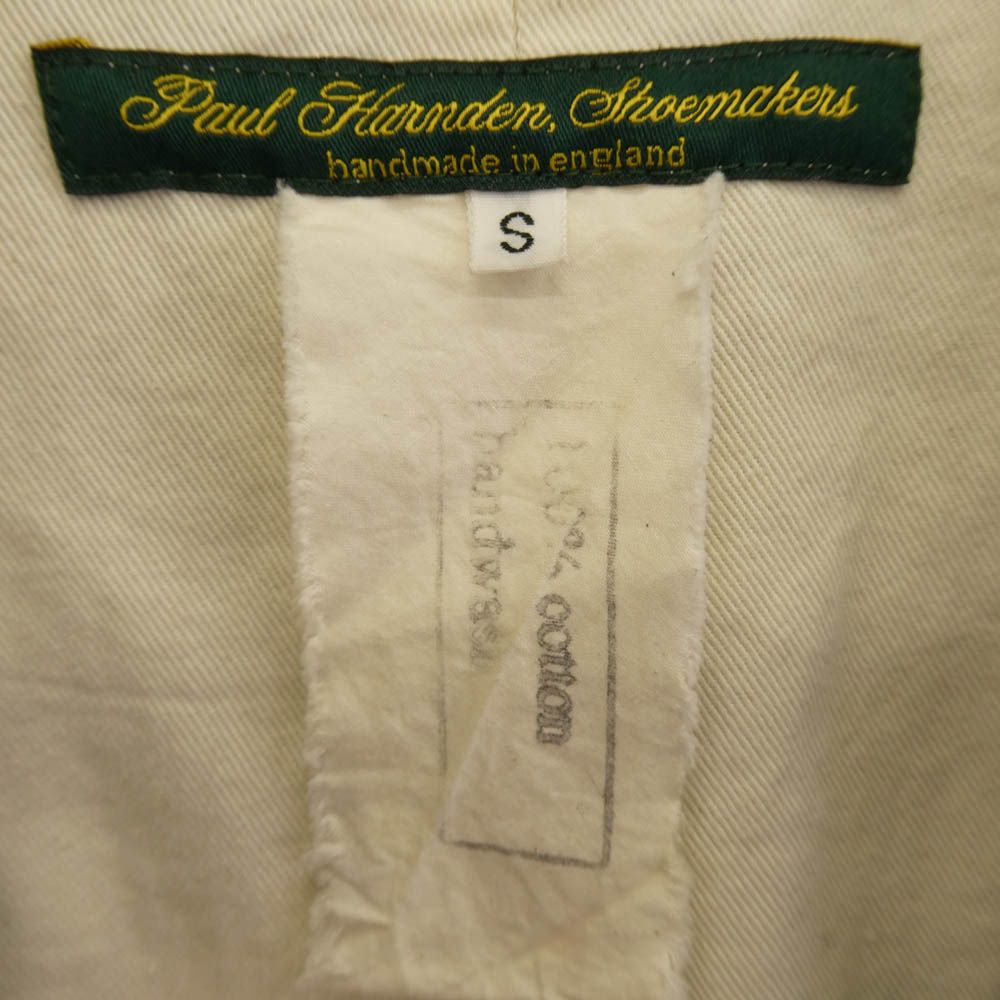 Paul Harnden, Shoemakers
handmade in england
S
100% cotton
handwash